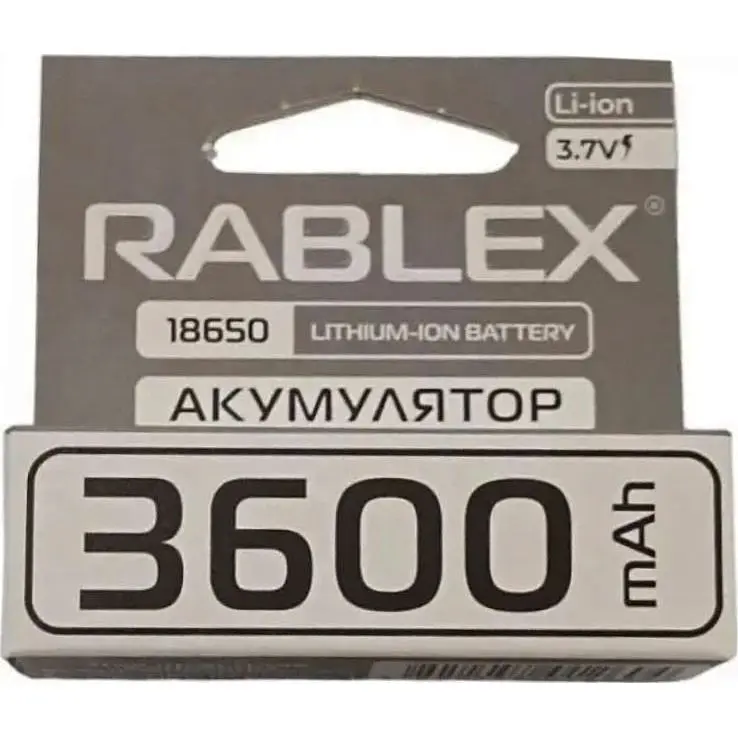 Li-ion
3.7V
RABLEX®
18650 LITHIUM-ION BATTERY
АКУМУЛЯТОР
3600 mAh